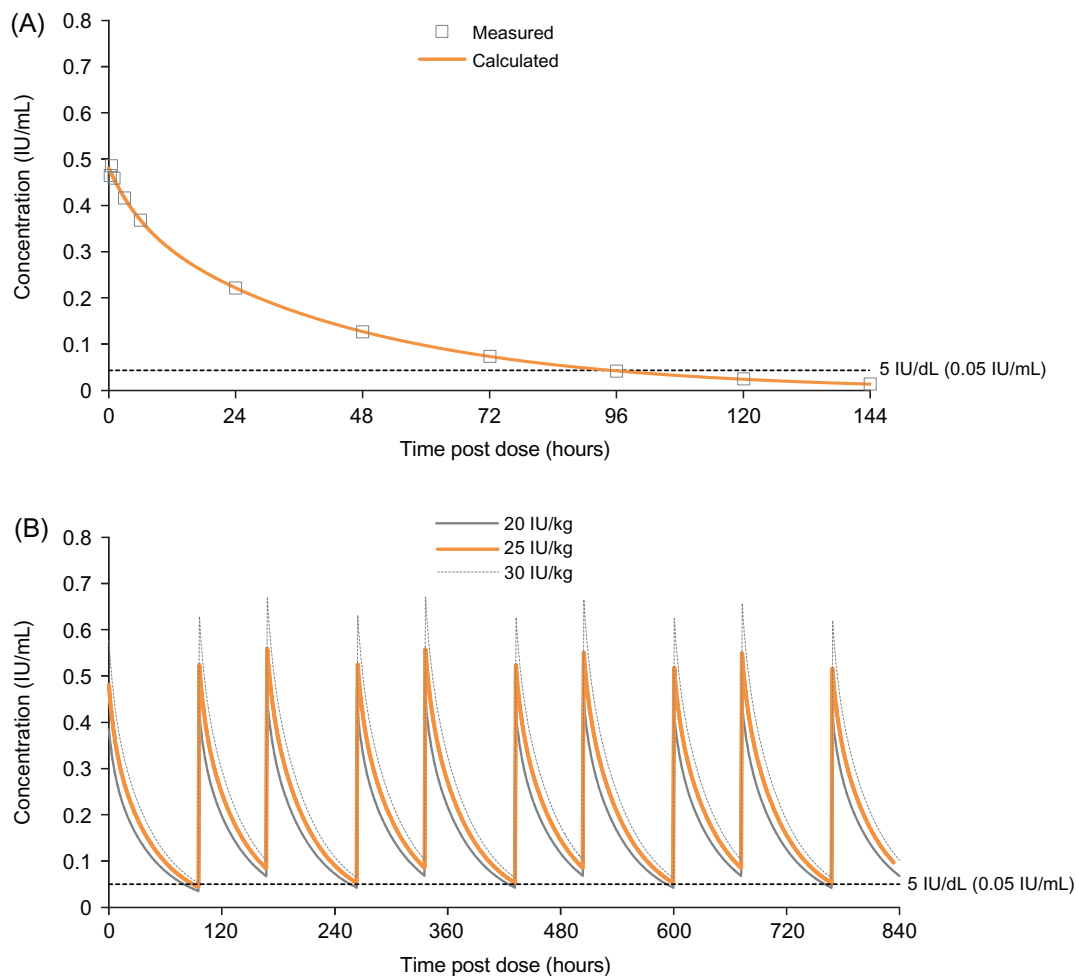 (A)
Measured
Calculated
Concentration (IU/mL)
0.8
0.7
0.6
0.5
0.4
0.3
0.2
0.1
0
5 IU/dL (0.05 IU/mL)
0 24 48 72 96 120 144
Time post dose (hours)
(B)
20 IU/kg
25 IU/kg
30 IU/kg
Concentration (IU/mL)
0.8
0.7
0.6
0.5
0.4
0.3
0.2
0.1
0
5 IU/dL (0.05 IU/mL)
0 120 240 360 480 600 720 840
Time post dose (hours)